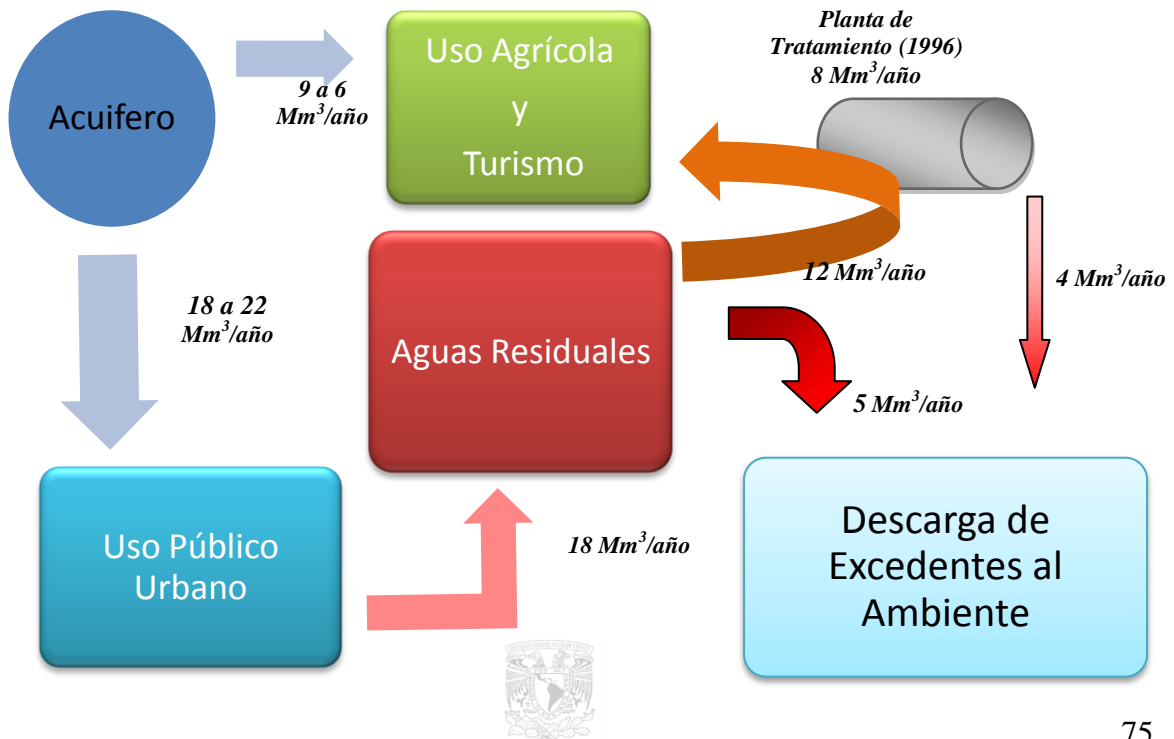 Acuifero
9 a 6
Mm³/año
Uso Agrícola
y
Turismo
Planta de
Tratamiento (1996)
8 Mm³/año
18 a 22
Mm³/año
Aguas Residuales
12 Mm³/año
4 Mm³/año
5 Mm³/año
Uso Público
Urbano
18 Mm³/año
Descarga de
Excedentes al
Ambiente
75